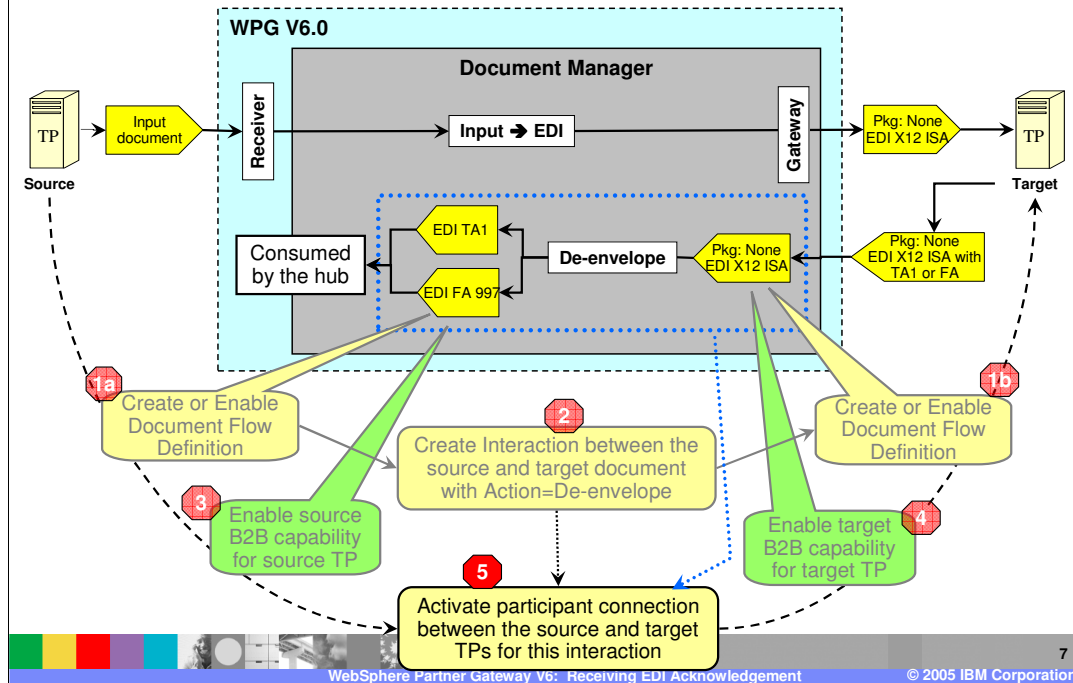 WPG V6.0
Document Manager
TP
Source
Input
document
Receiver
Input ➔ EDI
Gateway
Pkg: None
EDI X12 ISA
TP
Target
Consumed
by the hub
EDI TA1
EDI FA 997
De-envelope
Pkg: None
EDI X12 ISA
Pkg: None
EDI X12 ISA with
TA1 or FA
1a
Create or Enable
Document Flow
Definition
2
Create Interaction between the
source and target document
with Action=De-envelope
1b
Create or Enable
Document Flow
Definition
3
Enable source
B2B capability
for source TP
4
Enable target
B2B capability
for target TP
5
Activate participant connection
between the source and target
TPs for this interaction
7
WebSphere Partner Gateway V6: Receiving EDI Acknowledgement
© 2005 IBM Corporation